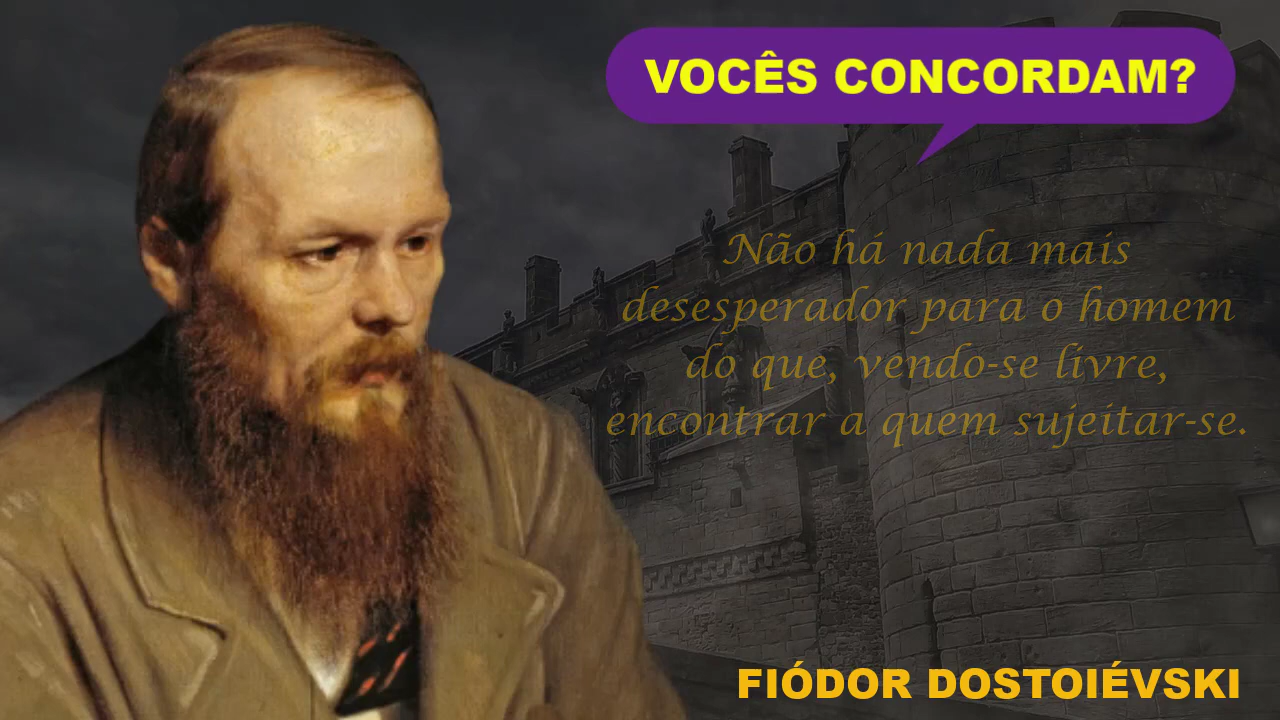 VOCÊS CONCORDAM?
Não há nada mais
desesperador para o homem
do que, vendo-se livre,
encontrar a quem sujeitar-se.
FIÓDOR DOSTOIÉVSKI